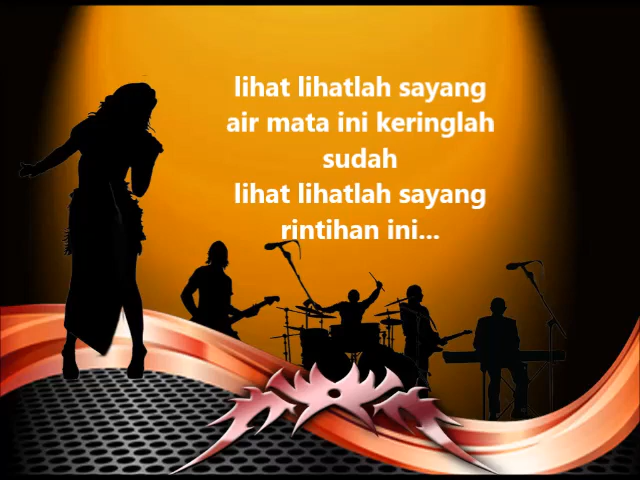 lihat lihatlah sayang
air mata ini keringlah
sudah
lihat lihatlah sayang
rintihan ini...